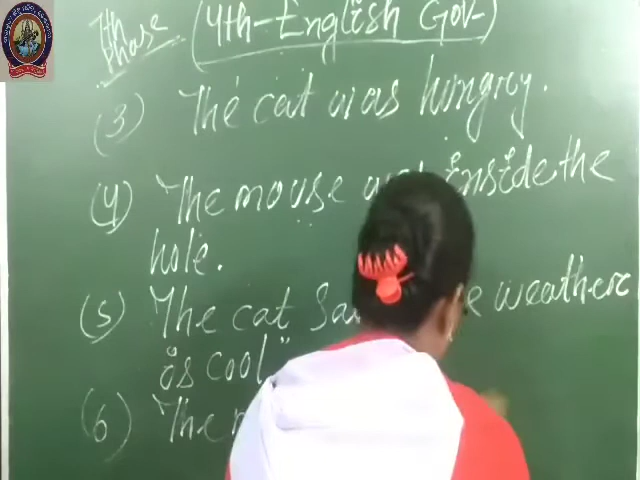 7th Phase
(4th-English Gov-)
(3) The cat was hungry.
(4) The mouse inside the
hole.
(5) The cat weather
is cool"
(6) The